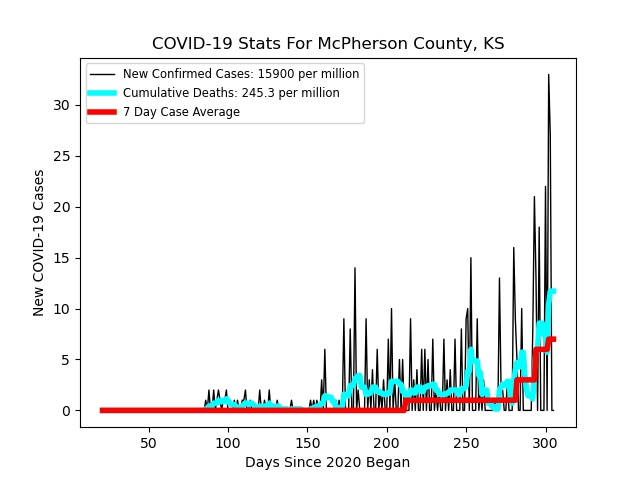 COVID-19 Stats For McPherson County, KS
New Confirmed Cases: 15900 per million
Cumulative Deaths: 245.3 per million
7 Day Case Average
New COVID-19 Cases
30
25
20
15
10
5
0
50 100 150 200 250 300
Days Since 2020 Began